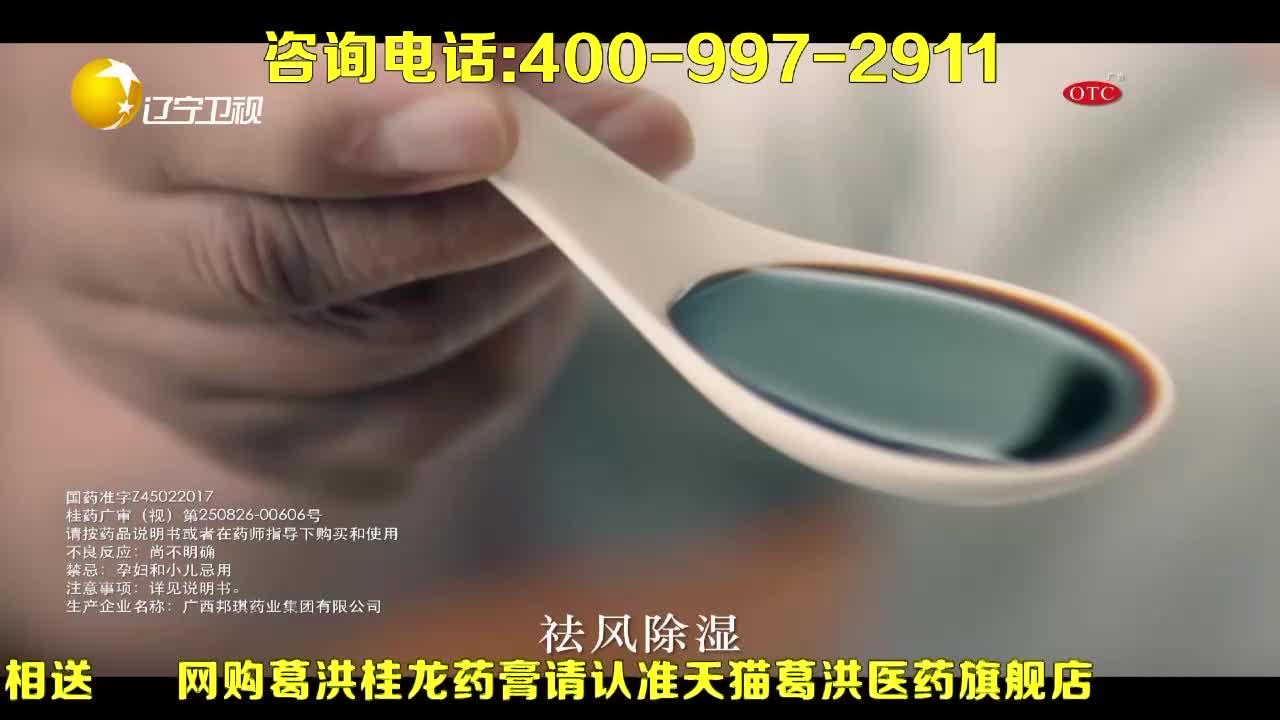 咨询电话:400-997-2911
辽宁卫视
广告
OTC
国药准字Z45022017
桂药广审（视）第250826-00606号
请按药品说明书或者在药师指导下购买和使用
不良反应：尚不明确
禁忌：孕妇和小儿忌用
注意事项：详见说明书。
生产企业名称：广西邦琪药业集团有限公司
祛风除湿
相送 网购葛洪桂龙药膏请认准天猫葛洪医药旗舰店